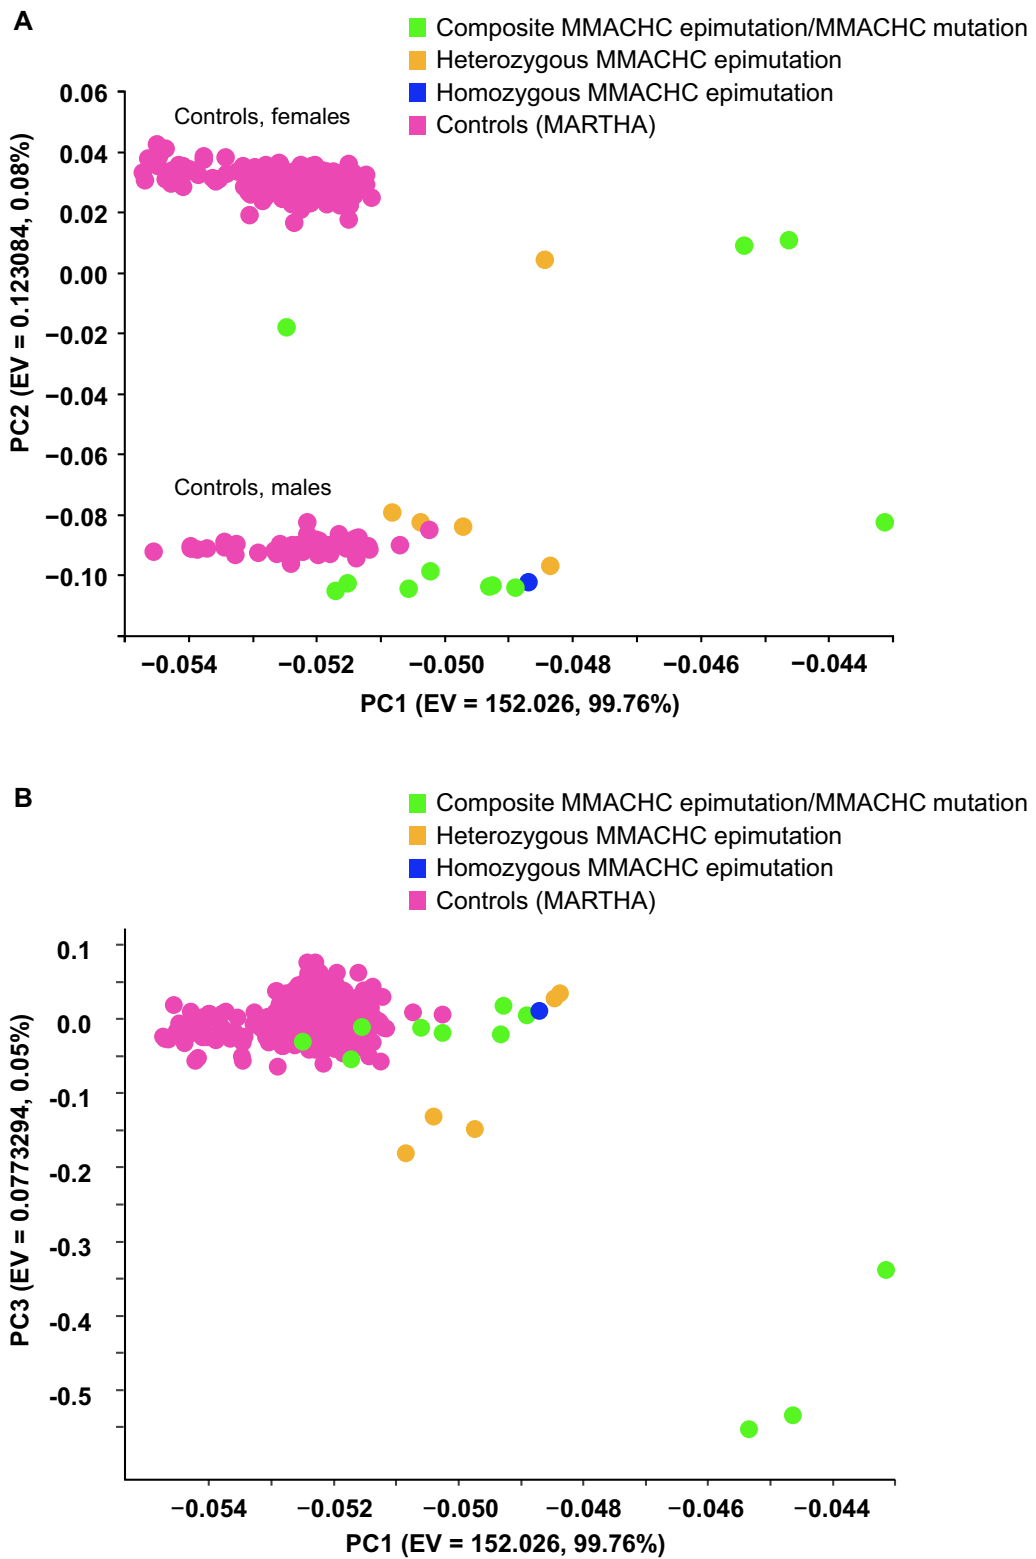 A
Composite MMACHC epimutation/MMACHC mutation
Heterozygous MMACHC epimutation
Homozygous MMACHC epimutation
Controls (MARTHA)
Controls, females
Controls, males
PC2 (EV = 0.123084, 0.08%)
0.06
0.04
0.02
0.00
−0.02
−0.04
−0.06
−0.08
−0.10
−0.054 −0.052 −0.050 −0.048 −0.046 −0.044
PC1 (EV = 152.026, 99.76%)
B
Composite MMACHC epimutation/MMACHC mutation
Heterozygous MMACHC epimutation
Homozygous MMACHC epimutation
Controls (MARTHA)
PC3 (EV = 0.0773294, 0.05%)
0.1
0.0
-0.1
-0.2
-0.3
-0.4
-0.5
−0.054 −0.052 −0.050 −0.048 −0.046 −0.044
PC1 (EV = 152.026, 99.76%)